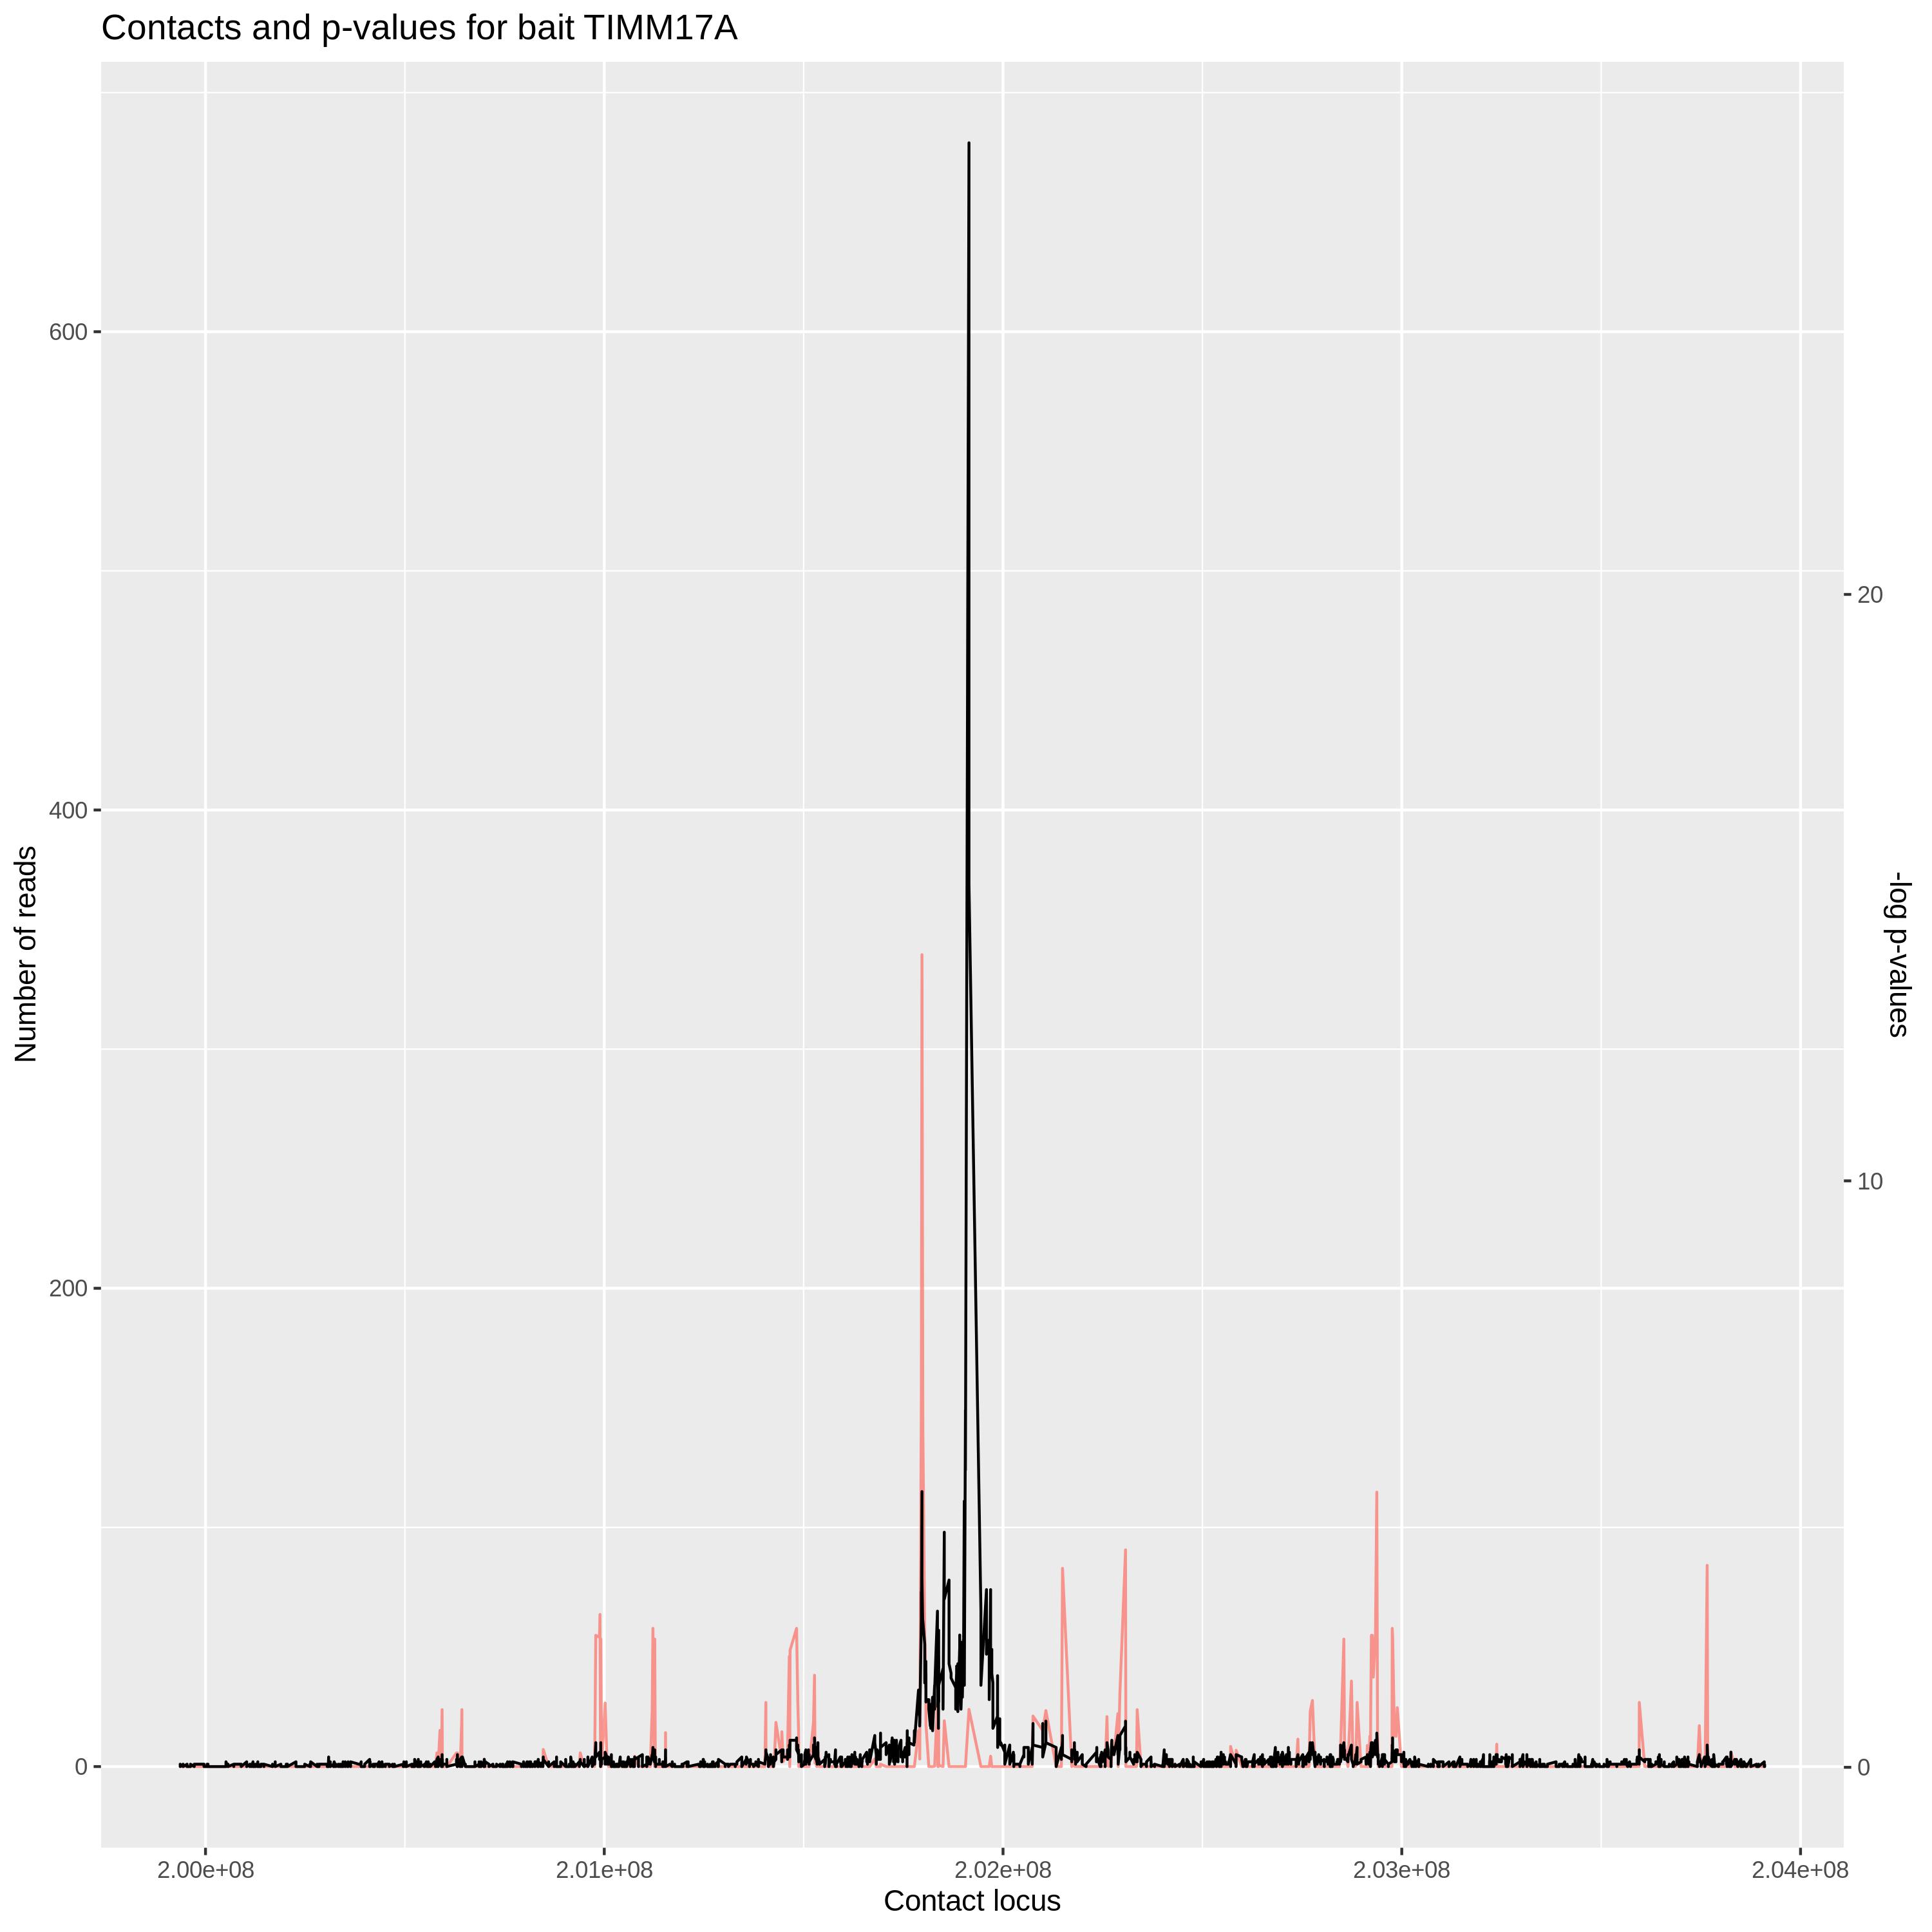 Contacts and p-values for bait TIMM17A
Number of reads
600
400
200
0
20
10
0
-log p-values
2.00e+08
2.01e+08
2.02e+08
2.03e+08
2.04e+08
Contact locus